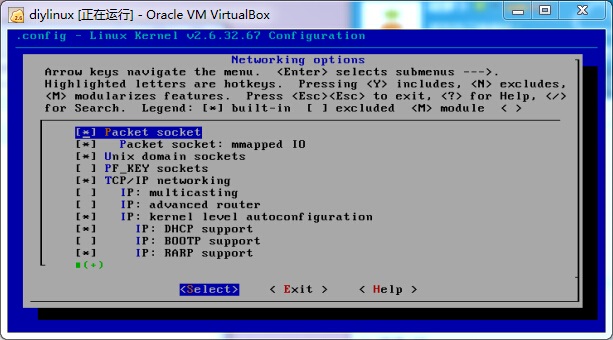 diylinux [正在运行] - Oracle VM VirtualBox
.config - Linux Kernel v2.6.32.67 Configuration
Networking options
Arrow keys navigate the menu.  <Enter> selects submenus --->.
Highlighted letters are hotkeys.  Pressing <Y> includes, <N> excludes,
<M> modularizes features.  Press <Esc><Esc> to exit, <?> for Help, </>
for Search.  Legend: [*] built-in  [ ] excluded  <M> module  < >
[*] Packet socket
[*]   Packet socket: mmapped IO
[*] Unix domain sockets
[ ] PF_KEY sockets
[*] TCP/IP networking
[ ]   IP: multicasting
[ ]   IP: advanced router
[*]   IP: kernel level autoconfiguration
[*]     IP: DHCP support
[ ]     IP: BOOTP support
[*]     IP: RARP support
(+)
<Select>    < Exit >    < Help >